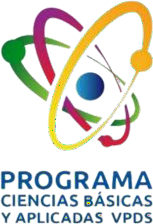 PROGRAMA
CIENCIAS BÁSICAS
Y APLICADAS VPDS